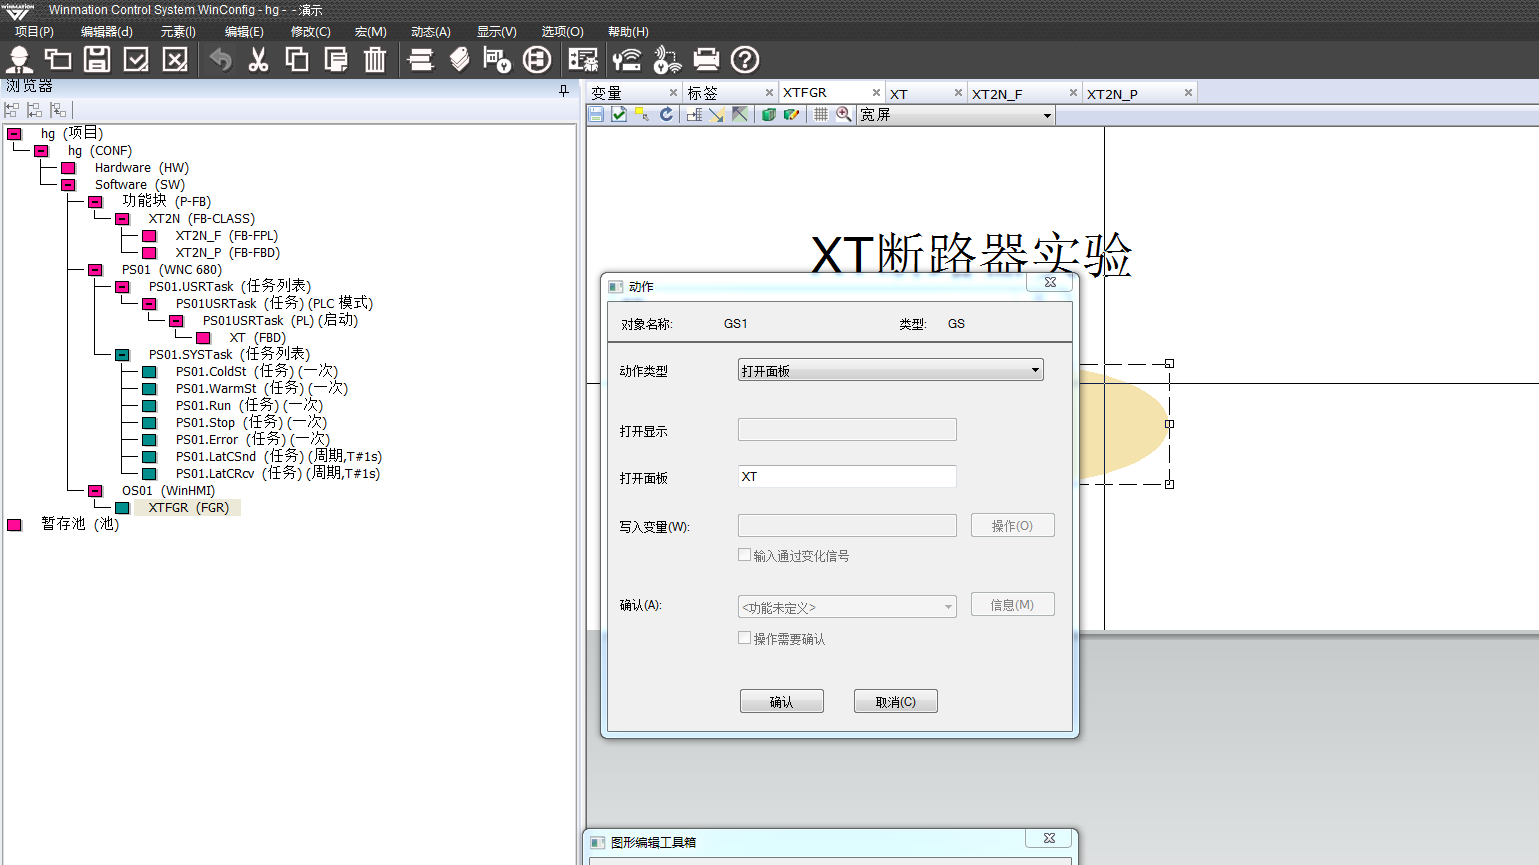 WINMATION
Winmation Control System WinConfig - hg - - 演示
项目(P) 编辑器(d) 元素(l) 编辑(E) 修改(C) 宏(M) 动态(A) 显示(V) 选项(O) 帮助(H)
浏览器
变量 标签 XTFGR XT XT2N_F XT2N_P
宽屏
hg (项目)
hg (CONF)
Hardware (HW)
Software (SW)
功能块 (P-FB)
XT2N (FB-CLASS)
XT2N_F (FB-FPL)
XT2N_P (FB-FBD)
PS01 (WNC 680)
PS01.USRTask (任务列表)
PS01USRTask (任务) (PLC 模式)
PS01USRTask (PL) (启动)
XT (FBD)
PS01.SYSTask (任务列表)
PS01.ColdSt (任务) (一次)
PS01.WarmSt (任务) (一次)
PS01.Run (任务) (一次)
PS01.Stop (任务) (一次)
PS01.Error (任务) (一次)
PS01.LatCSnd (任务) (周期,T#1s)
PS01.LatCRcv (任务) (周期,T#1s)
OS01 (WinHMI)
XTFGR (FGR)
暂存池 (池)
XT断路器实验
动作
对象名称: GS1 类型: GS
动作类型 打开面板
打开显示
打开面板 XT
写入变量(W): 操作(O)
输入通过变化信号
确认(A): <功能未定义> 信息(M)
操作需要确认
确认 取消(C)
图形编辑工具箱